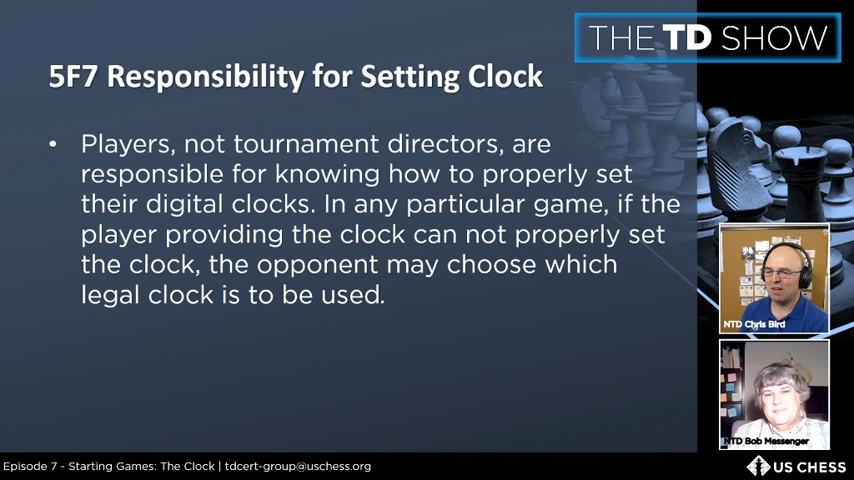 THE TD SHOW
5F7 Responsibility for Setting Clock
• Players, not tournament directors, are
responsible for knowing how to properly set
their digital clocks. In any particular game, if the
player providing the clock can not properly set
the clock, the opponent may choose which
legal clock is to be used.
NTD Chris Bird
NTD Bob Messenger
Episode 7 - Starting Games: The Clock | tdcert-group@uschess.org
US CHESS